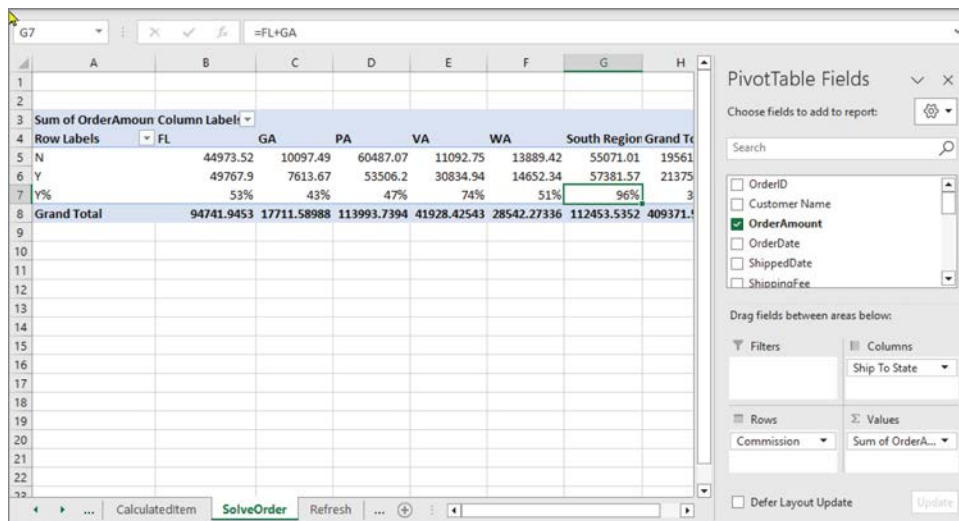 G7 fx =FL+GA
A B C D E F G H
1
2
3 Sum of OrderAmoun Column Labels
4 Row Labels FL GA PA VA WA South Region Grand To
5 N 44973.52 10097.49 60487.07 11092.75 13889.42 55071.01 19561
6 Y 49767.9 7613.67 53506.2 30834.94 14652.34 57381.57 21375
7 Y% 53% 43% 47% 74% 51% 96% 3
8 Grand Total 94741.9453 17711.58988 113993.7394 41928.42543 28542.27336 112453.5352 409371.9
9
10
11
12
13
14
15
16
17
18
19
20
21
22
23
... CalculatedItem SolveOrder Refresh ...
PivotTable Fields
Choose fields to add to report:
Search
OrderID
Customer Name
OrderAmount
OrderDate
ShippedDate
ShippingFee
Drag fields between areas below:
Filters Columns
Ship To State
Rows Σ Values
Commission Sum of OrderA...
Defer Layout Update Update